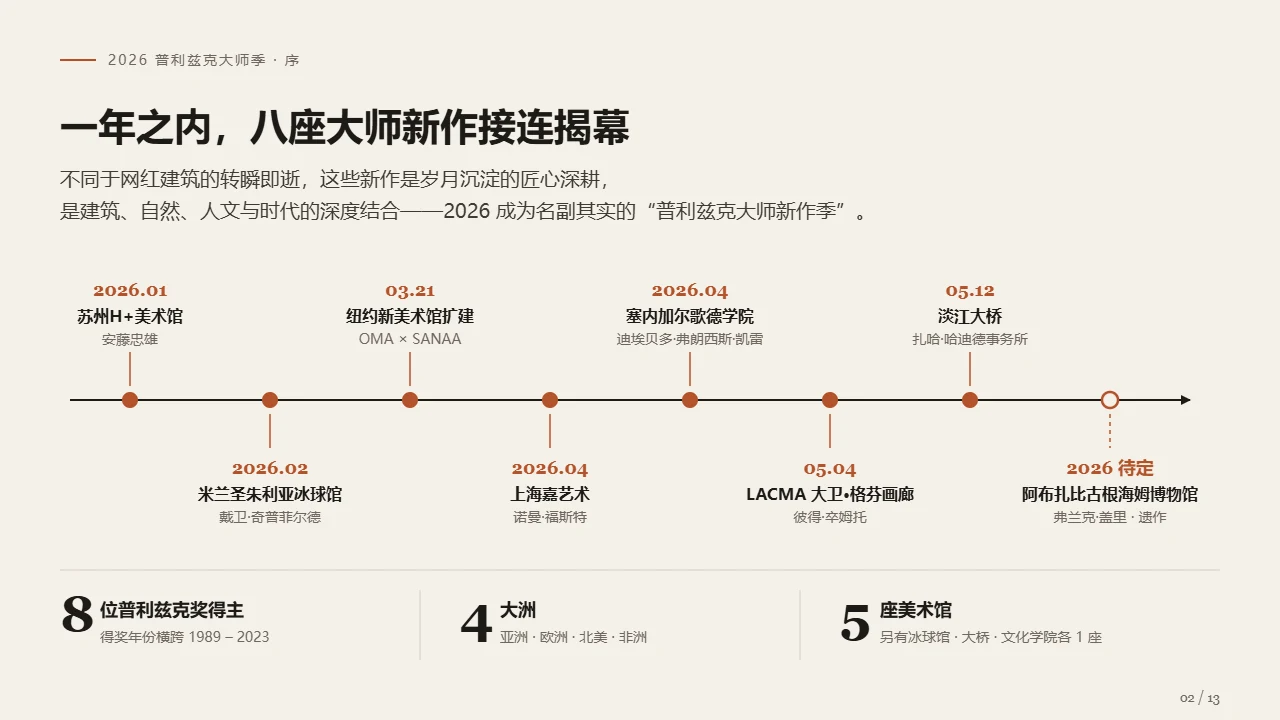 2026 普利兹克大师季 · 序
一年之内，八座大师新作接连揭幕
不同于网红建筑的转瞬即逝，这些新作是岁月沉淀的匠心深耕，
是建筑、自然、人文与时代的深度结合——2026 成为名副其实的“普利兹克大师新作季”。
2026.01
苏州H+美术馆
安藤忠雄
03.21
纽约新美术馆扩建
OMA × SANAA
2026.04
塞内加尔歌德学院
迪埃贝多·弗朗西斯·凯雷
05.12
淡江大桥
扎哈·哈迪德事务所
2026.02
米兰圣朱利亚冰球馆
戴卫·奇普菲尔德
2026.04
上海嘉艺术
诺曼·福斯特
05.04
LACMA 大卫•格芬画廊
彼得·卒姆托
2026 待定
阿布扎比古根海姆博物馆
弗兰克·盖里 · 遗作
8 位普利兹克奖得主
得奖年份横跨 1989 – 2023
4 大洲
亚洲 · 欧洲 · 北美 · 非洲
5 座美术馆
另有冰球馆 · 大桥 · 文化学院各 1 座
02 / 13